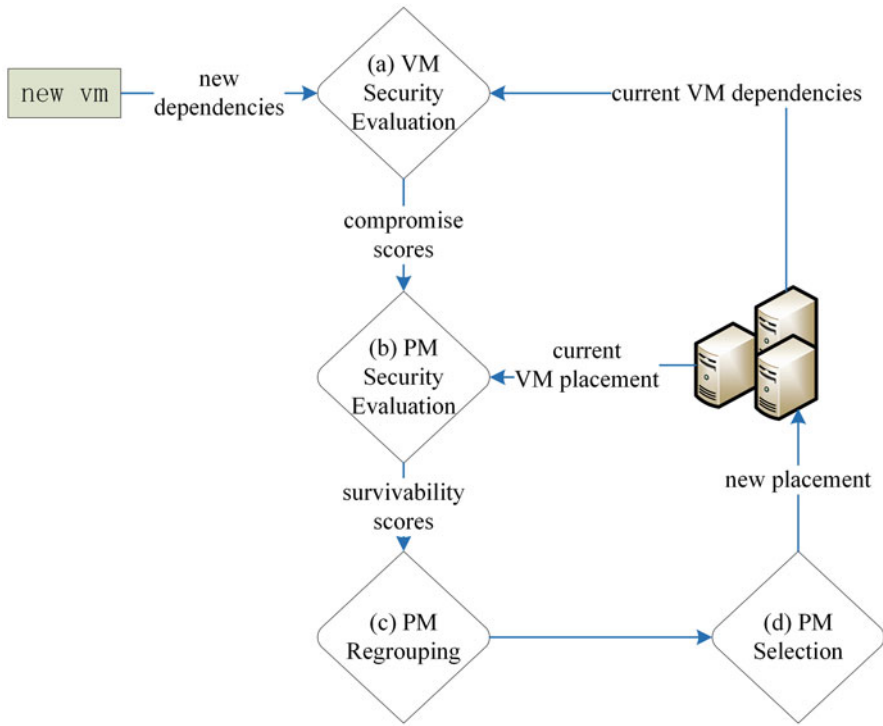 new vm
new
dependencies
(a) VM
Security
Evaluation
current VM dependencies
compromise
scores
(b) PM
Security
Evaluation
current
VM placement
survivability
scores
new placement
(c) PM
Regrouping
(d) PM
Selection